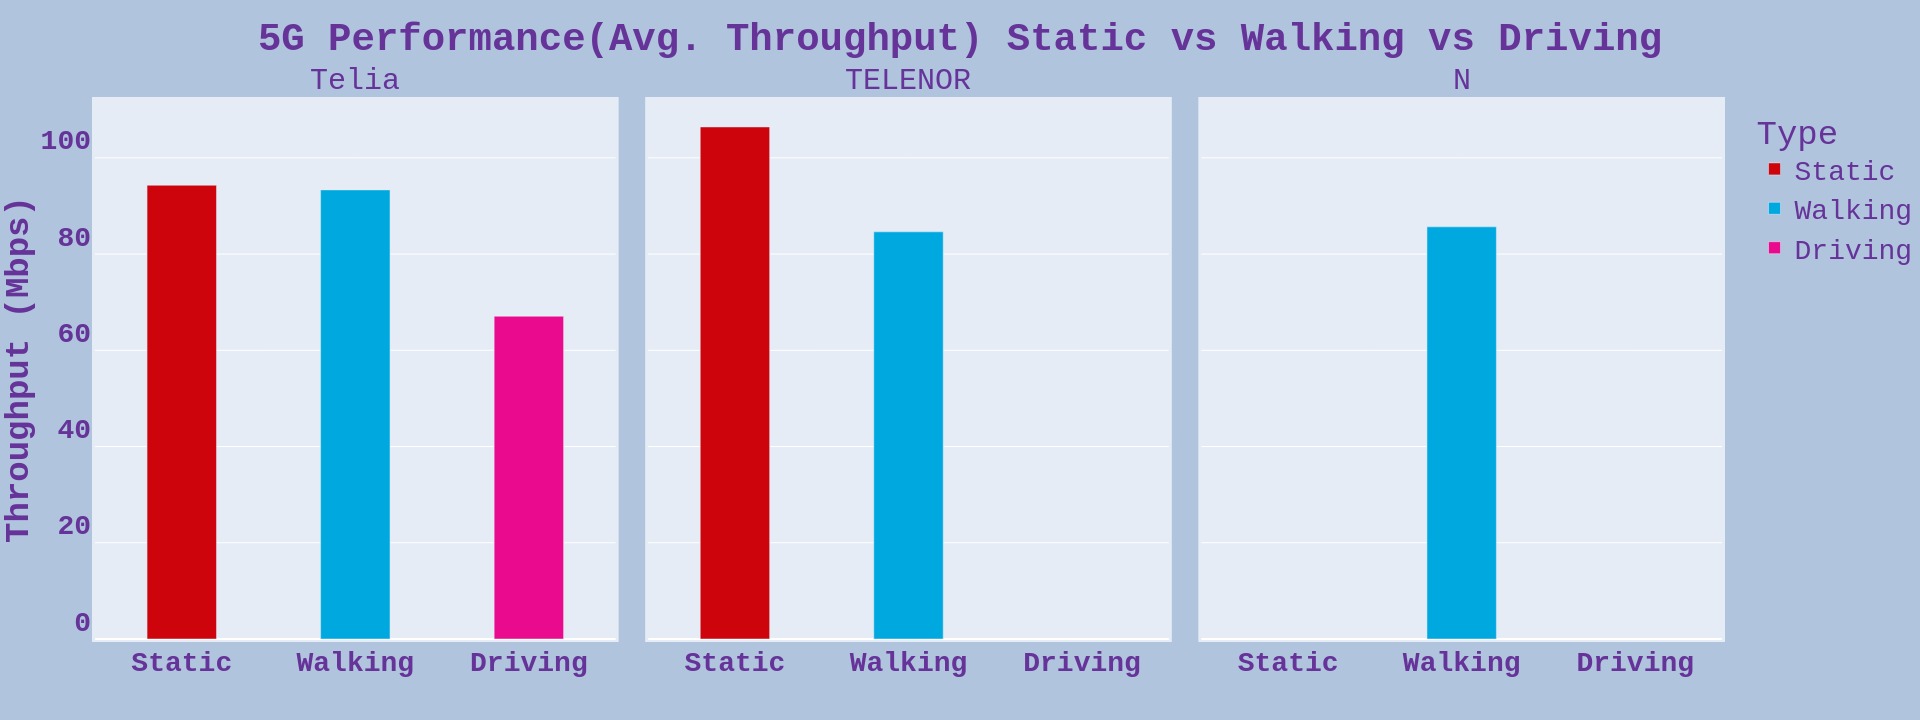 5G Performance(Avg. Throughput) Static vs Walking vs Driving
Telia
TELENOR
N
Throughput (Mbps)
100
80
60
40
20
0
Static Walking Driving
Static Walking Driving
Static Walking Driving
Type
Static
Walking
Driving